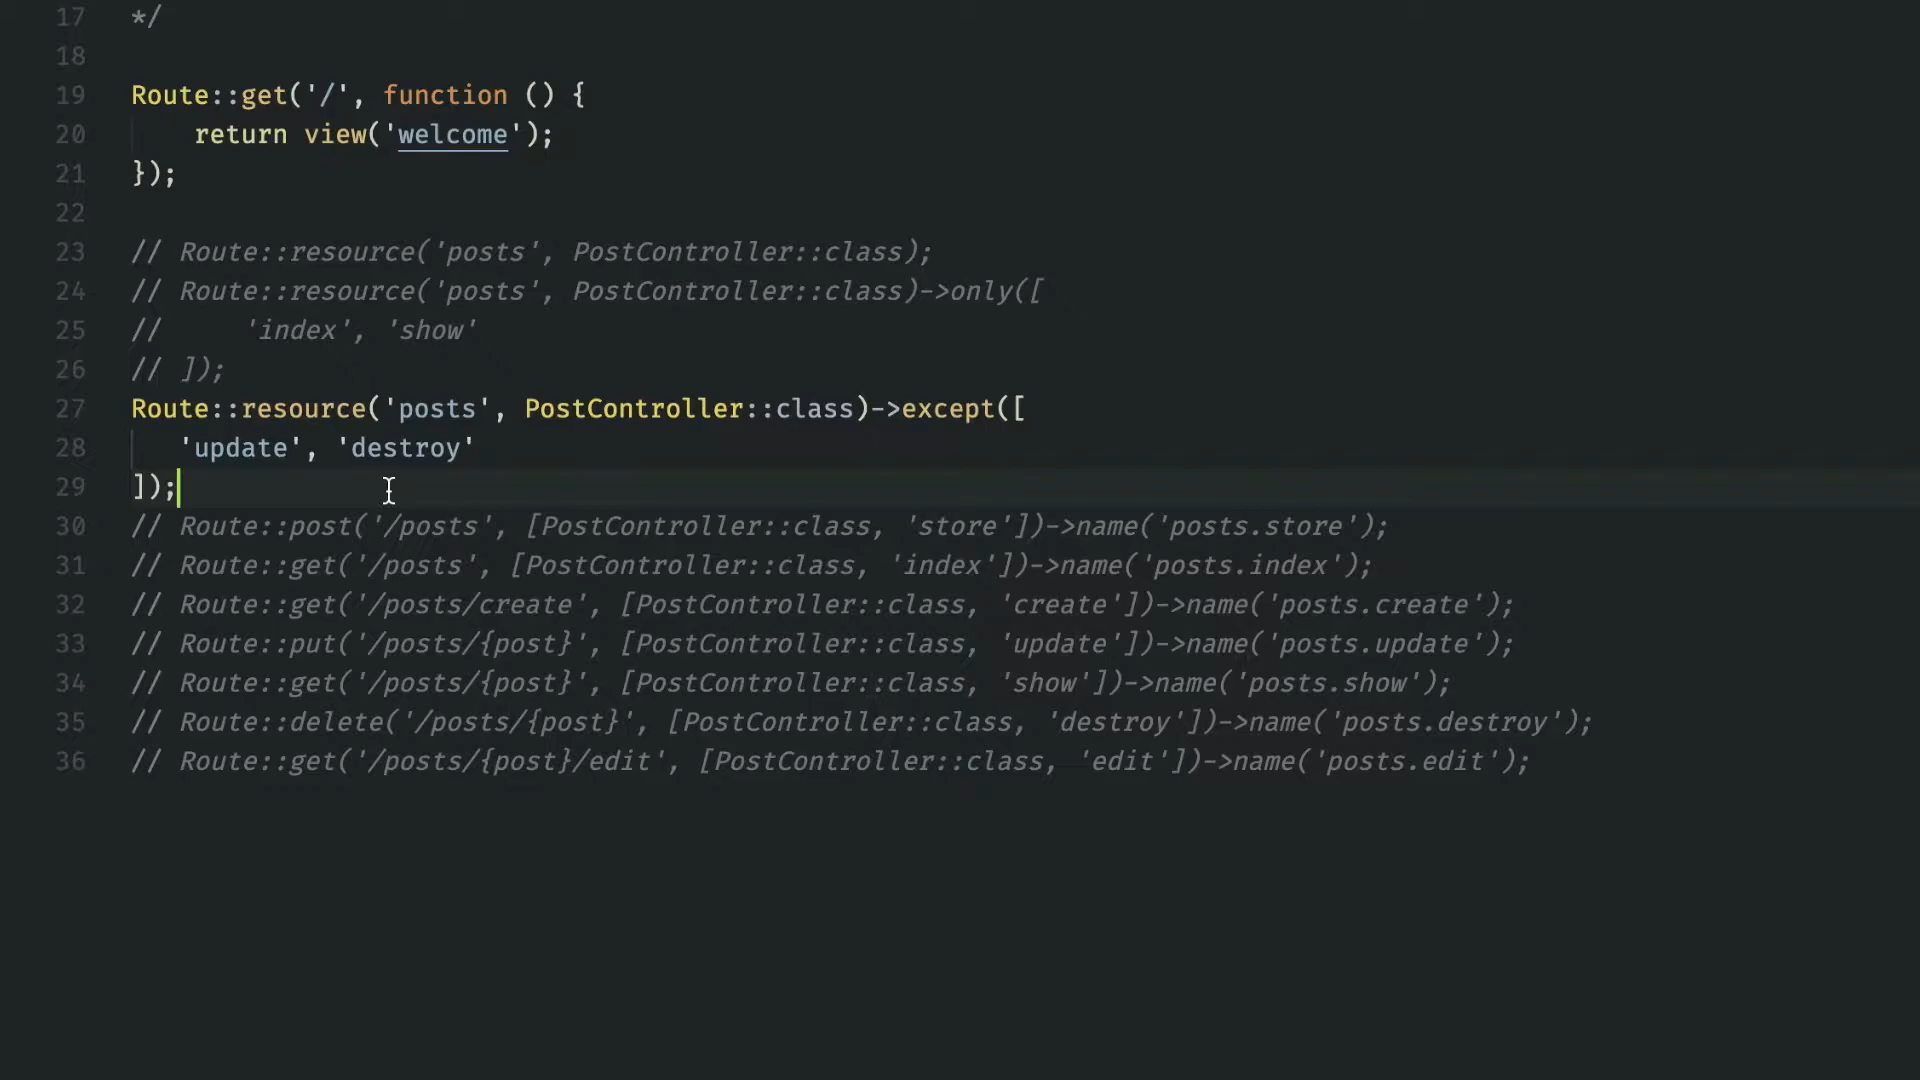 17 */
18
19 Route::get('/', function () {
20     return view('welcome');
21 });
22
23 // Route::resource('posts', PostController::class);
24 // Route::resource('posts', PostController::class)->only([
25 //     'index', 'show'
26 // ]);
27 Route::resource('posts', PostController::class)->except([
28    'update', 'destroy'
29 ]);
30 // Route::post('/posts', [PostController::class, 'store'])->name('posts.store');
31 // Route::get('/posts', [PostController::class, 'index'])->name('posts.index');
32 // Route::get('/posts/create', [PostController::class, 'create'])->name('posts.create');
33 // Route::put('/posts/{post}', [PostController::class, 'update'])->name('posts.update');
34 // Route::get('/posts/{post}', [PostController::class, 'show'])->name('posts.show');
35 // Route::delete('/posts/{post}', [PostController::class, 'destroy'])->name('posts.destroy');
36 // Route::get('/posts/{post}/edit', [PostController::class, 'edit'])->name('posts.edit');